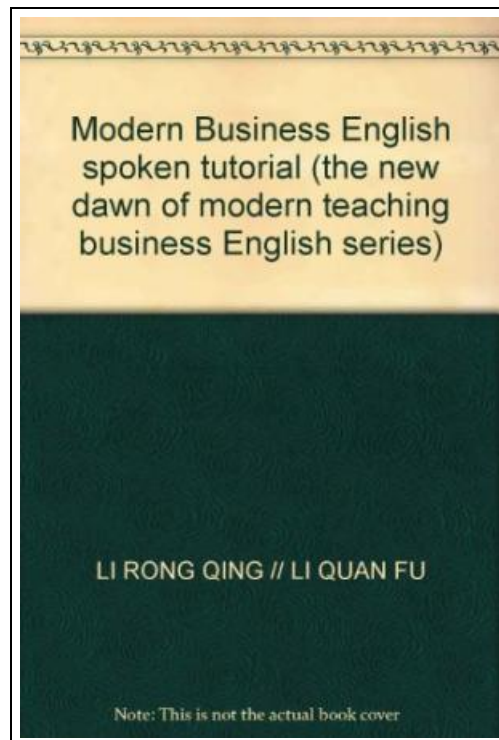 Modern Business English
spoken tutorial (the new
dawn of modern teaching
business English series)
LI RONG QING // LI QUAN FU
Note: This is not the actual book cover